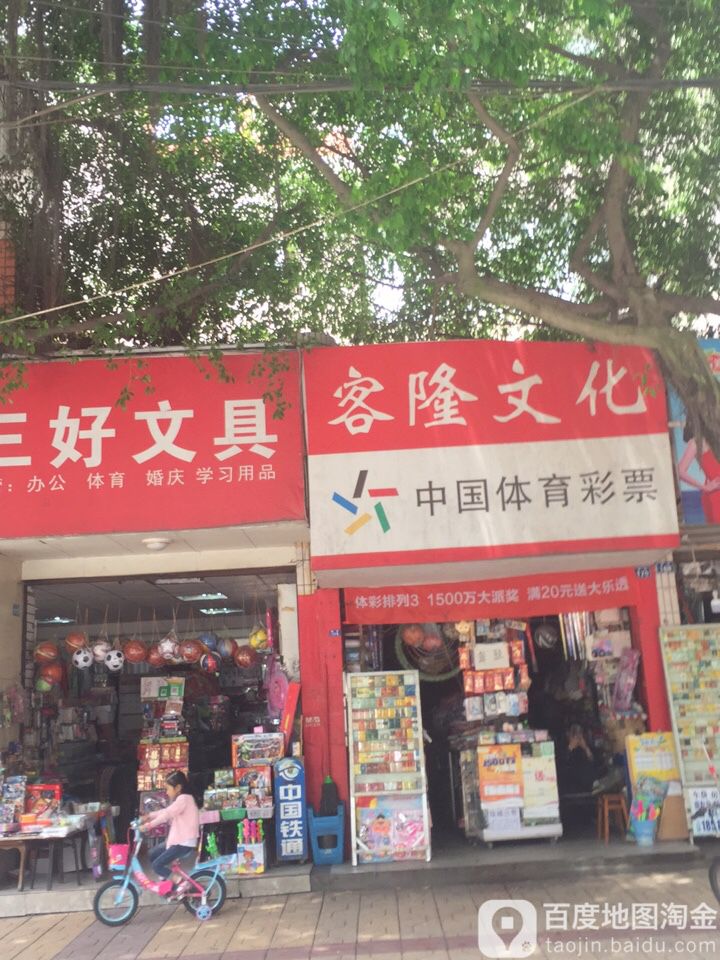 三好文具
：办公 体育 婚庆 学习用品
客隆文化
中国体育彩票
体彩排列3 1500万大派奖 满20元送大乐透
M&G
中国铁通
百度地图淘金
taojin.baidu.com